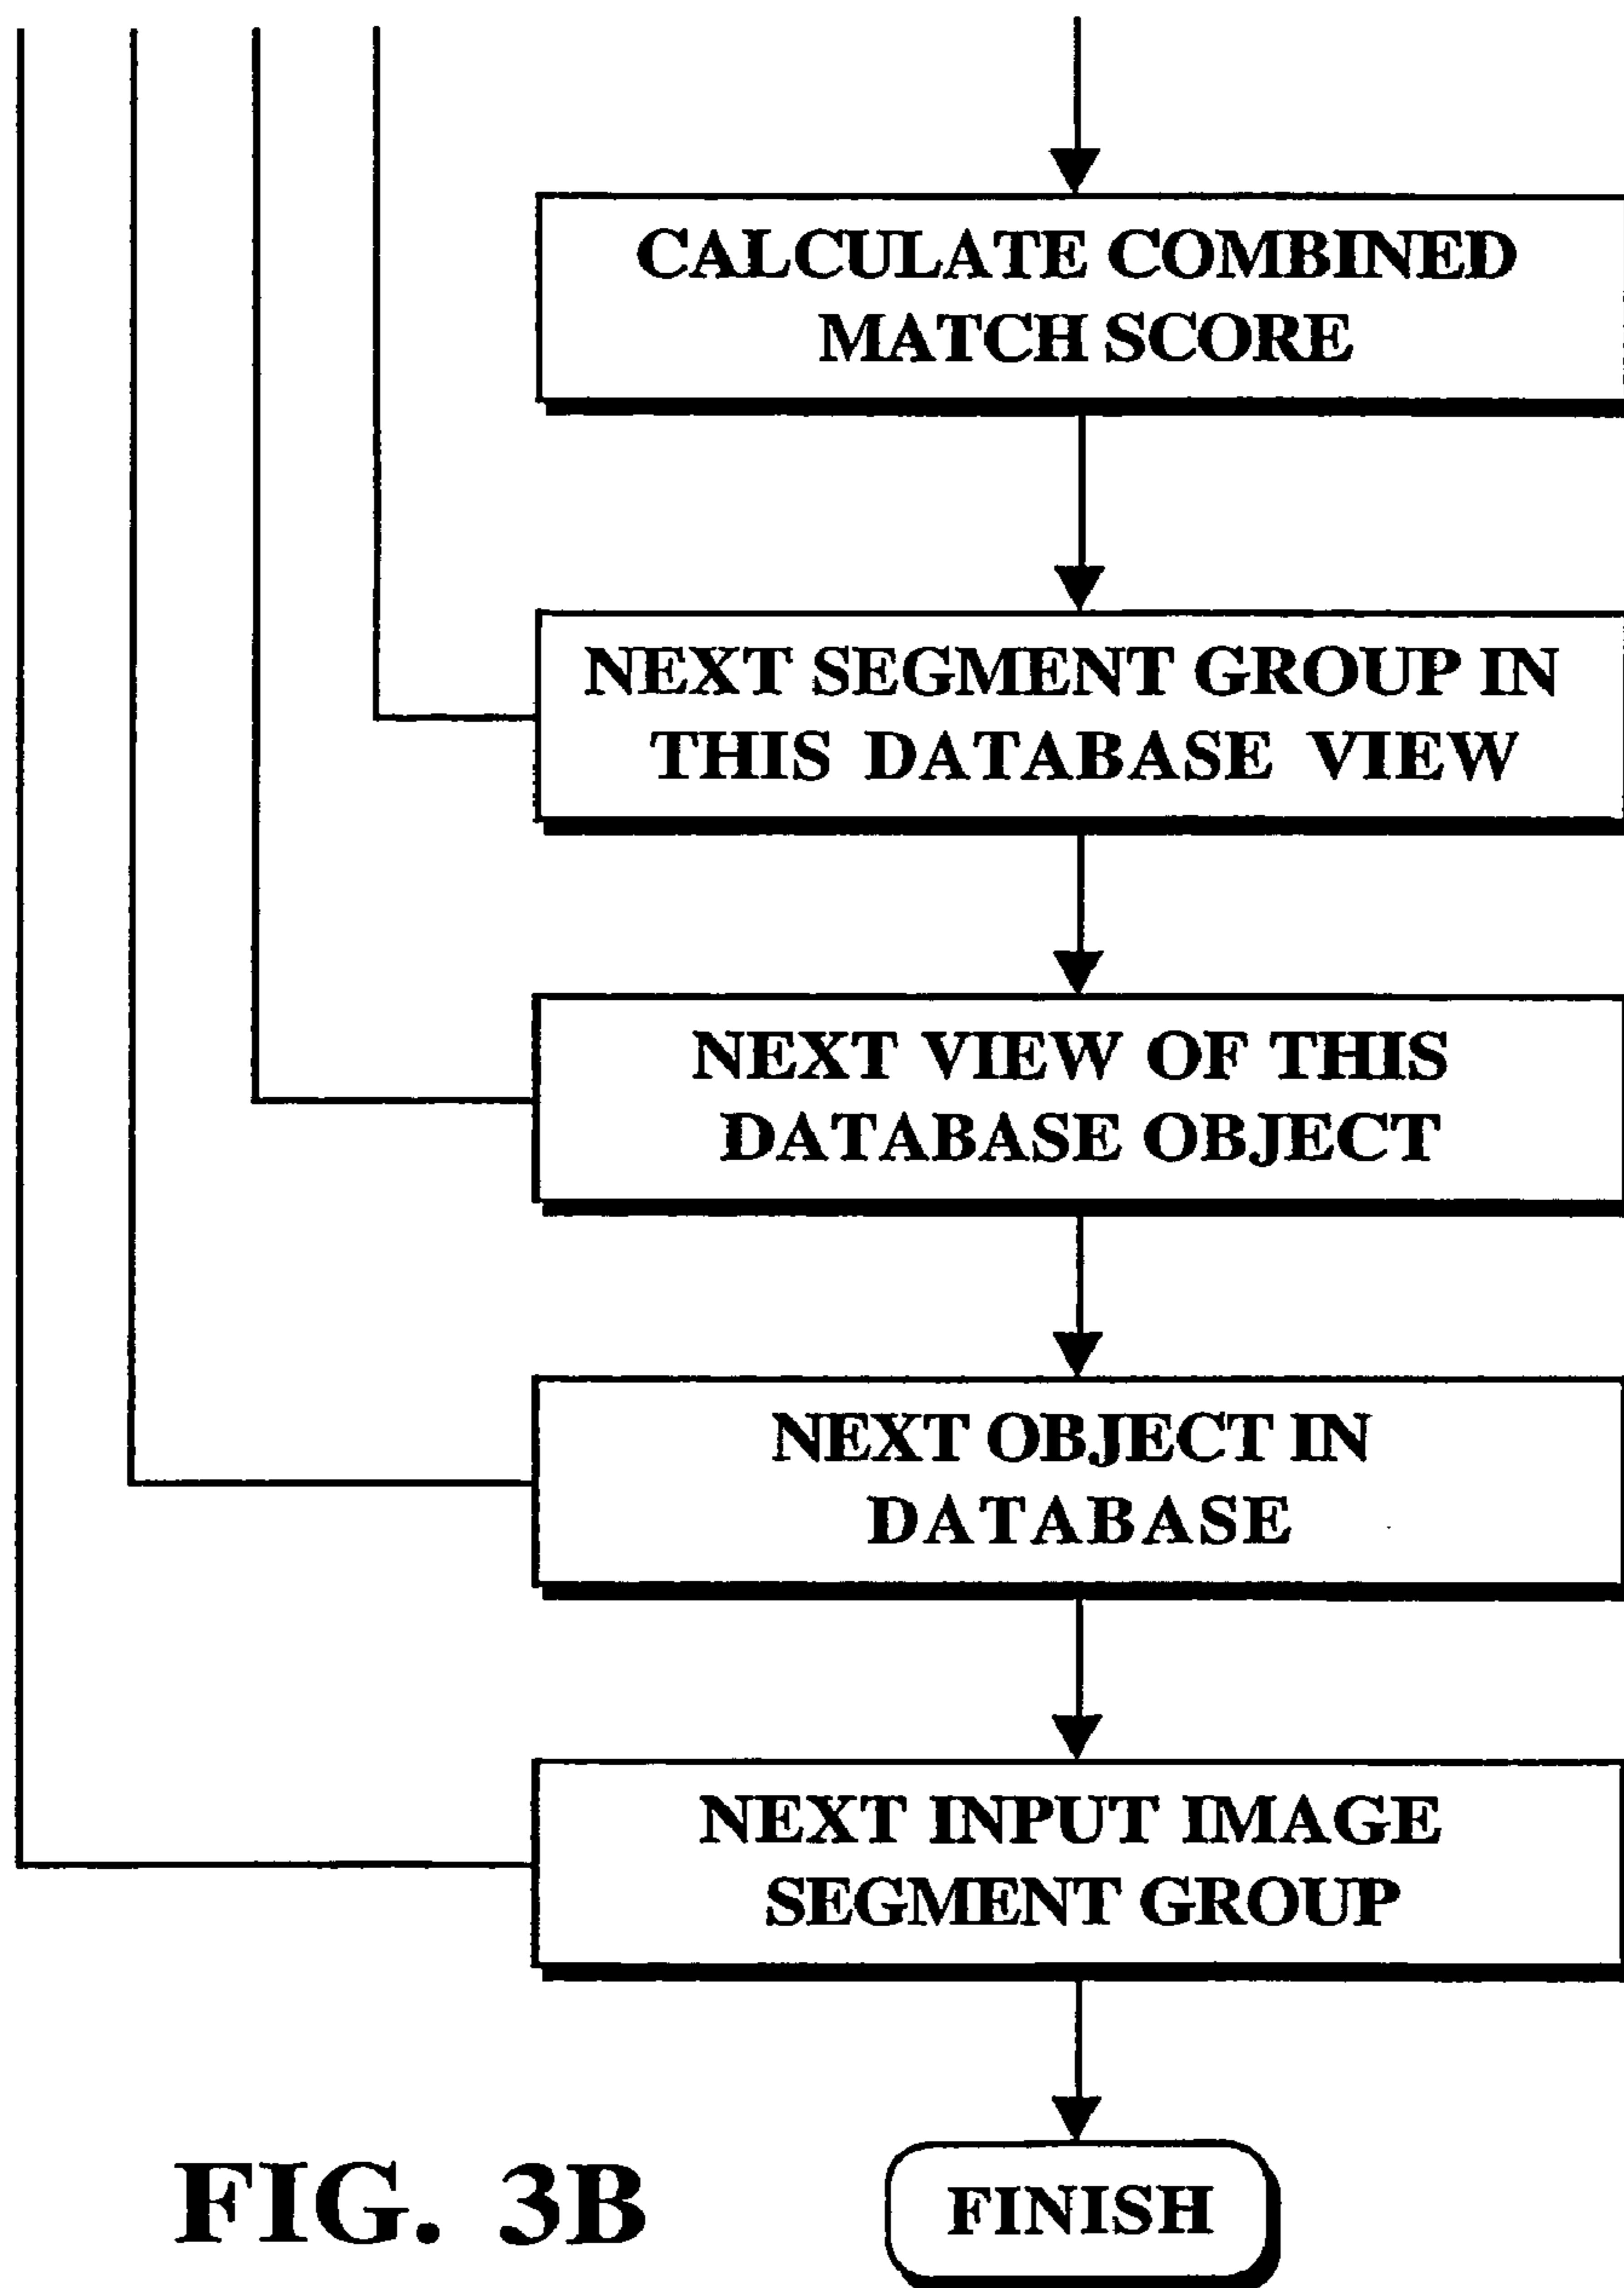 CALCULATE COMBINED
MATCH SCORE
NEXT SEGMENT GROUP IN
THIS DATABASE VIEW
NEXT VIEW OF THIS
DATABASE OBJECT
NEXT OBJECT IN
DATABASE
NEXT INPUT IMAGE
SEGMENT GROUP
FINISH
FIG. 3B